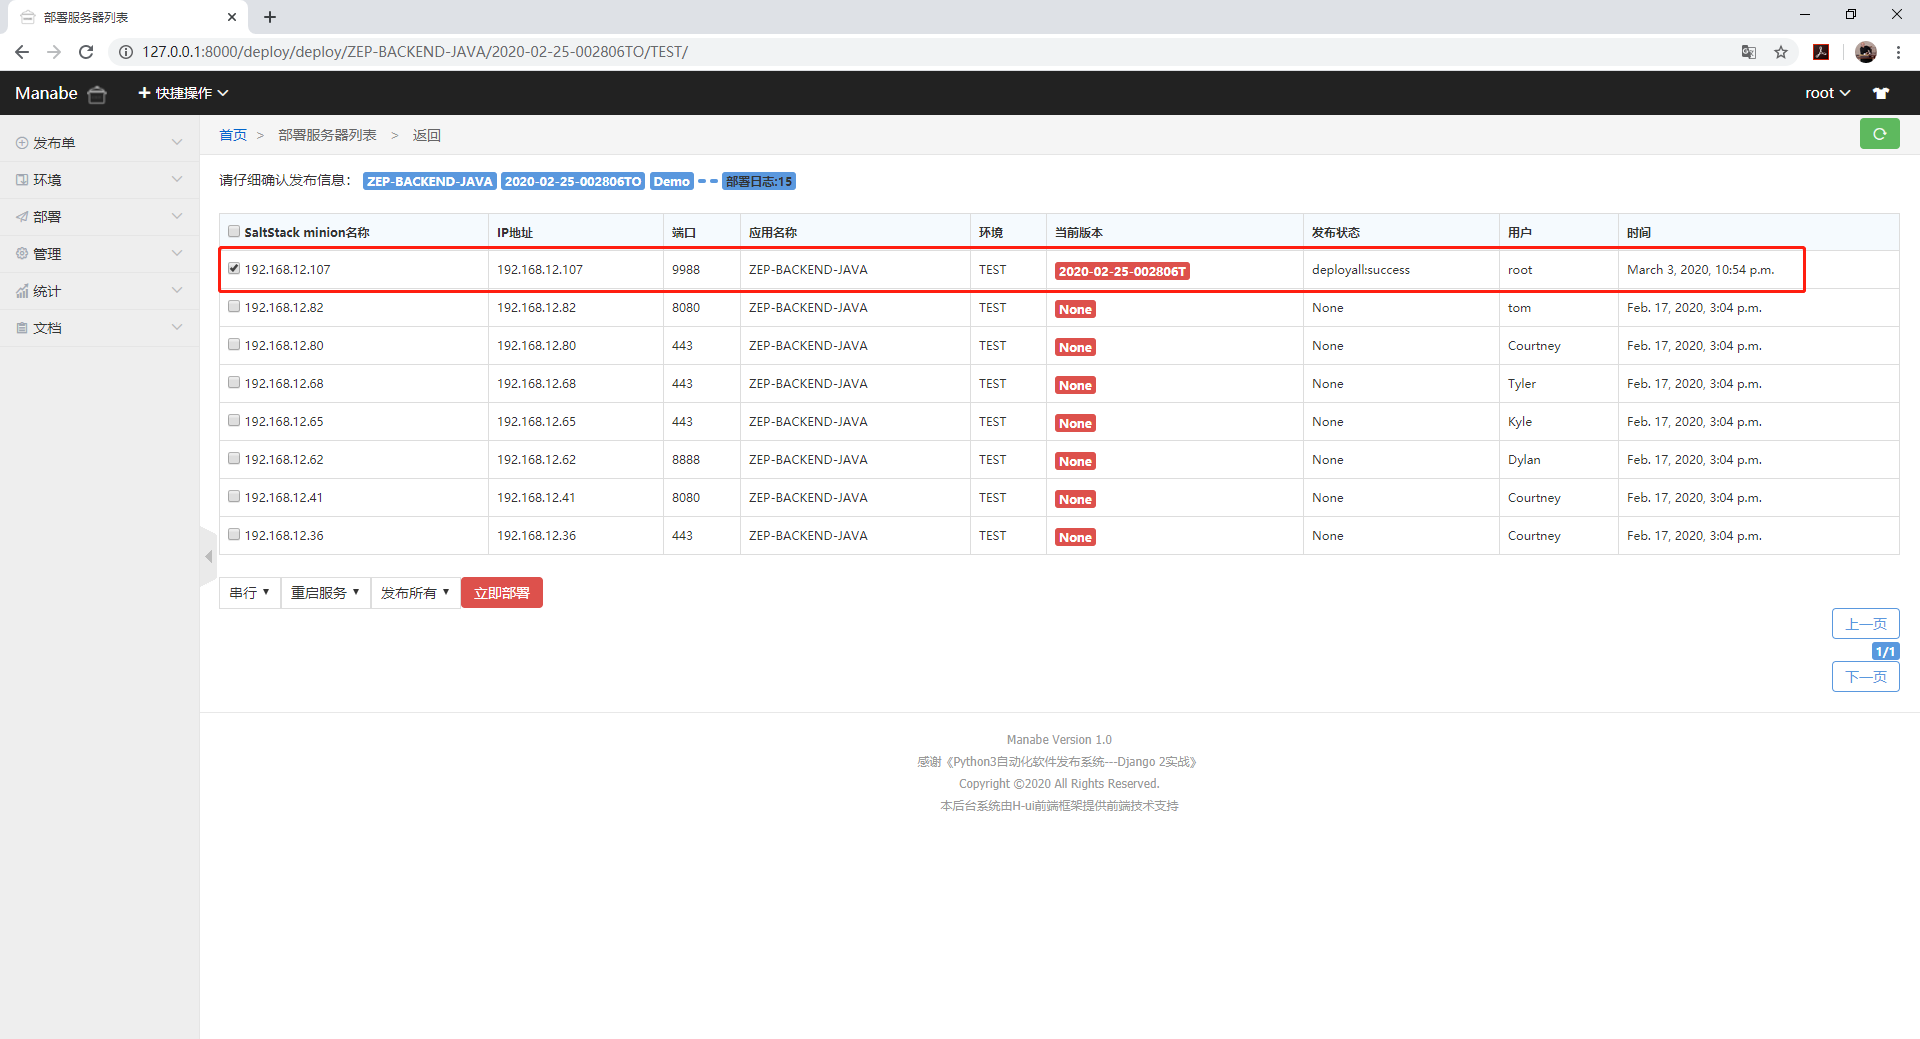 部署服务器列表
127.0.0.1:8000/deploy/deploy/ZEP-BACKEND-JAVA/2020-02-25-002806TO/TEST/
Manabe 快捷操作 root
发布单
环境
部署
管理
统计
文档
首页 > 部署服务器列表 > 返回
请仔细确认发布信息： ZEP-BACKEND-JAVA 2020-02-25-002806TO Demo 部署日志:15
SaltStack minion名称 IP地址 端口 应用名称 环境 当前版本 发布状态 用户 时间
192.168.12.107 192.168.12.107 9988 ZEP-BACKEND-JAVA TEST 2020-02-25-002806T deployall:success root March 3, 2020, 10:54 p.m.
192.168.12.82 192.168.12.82 8080 ZEP-BACKEND-JAVA TEST None None tom Feb. 17, 2020, 3:04 p.m.
192.168.12.80 192.168.12.80 443 ZEP-BACKEND-JAVA TEST None None Courtney Feb. 17, 2020, 3:04 p.m.
192.168.12.68 192.168.12.68 443 ZEP-BACKEND-JAVA TEST None None Tyler Feb. 17, 2020, 3:04 p.m.
192.168.12.65 192.168.12.65 443 ZEP-BACKEND-JAVA TEST None None Kyle Feb. 17, 2020, 3:04 p.m.
192.168.12.62 192.168.12.62 8888 ZEP-BACKEND-JAVA TEST None None Dylan Feb. 17, 2020, 3:04 p.m.
192.168.12.41 192.168.12.41 8080 ZEP-BACKEND-JAVA TEST None None Courtney Feb. 17, 2020, 3:04 p.m.
192.168.12.36 192.168.12.36 443 ZEP-BACKEND-JAVA TEST None None Courtney Feb. 17, 2020, 3:04 p.m.
串行 重启服务 发布所有 立即部署
上一页
1/1
下一页
Manabe Version 1.0
感谢《Python3自动化软件发布系统---Django 2实战》
Copyright ©2020 All Rights Reserved.
本后台系统由H-ui前端框架提供前端技术支持